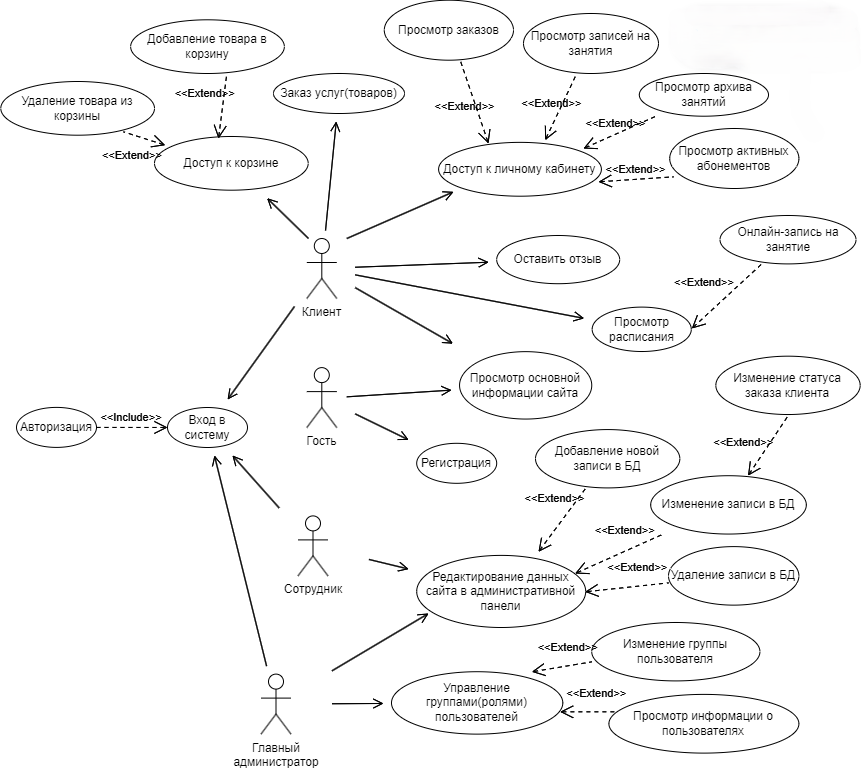 Добавление товара в
корзину
<<Extend>>
Удаление товара из
корзины
<<Extend>>
Доступ к корзине
Заказ услуг(товаров)
Просмотр заказов
<<Extend>>
Просмотр записей на
занятия
<<Extend>>
Просмотр архива
занятий
<<Extend>>
Просмотр активных
абонементов
<<Extend>>
Доступ к личному кабинету
Клиент
Оставить отзыв
Онлайн-запись на
занятие
<<Extend>>
Просмотр
расписания
Просмотр основной
информации сайта
Гость
Регистрация
Авторизация
<<Include>>
Вход в
систему
Изменение статуса
заказа клиента
<<Extend>>
Добавление новой
записи в БД
<<Extend>>
Изменение записи в БД
<<Extend>>
Удаление записи в БД
<<Extend>>
Сотрудник
Редактирование данных
сайта в административной
панели
Изменение группы
пользователя
<<Extend>>
Управление
группами(ролями)
пользователей
<<Extend>>
Просмотр информации о
пользователях
Главный
администратор